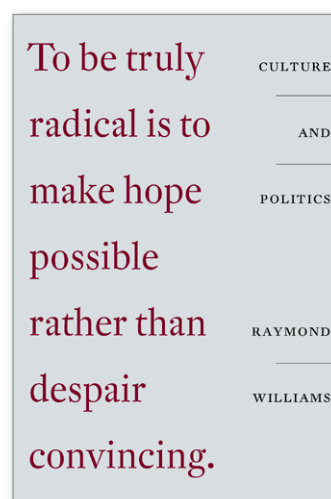 To be truly
radical is to
make hope
possible
rather than
despair
convincing.
CULTURE
AND
POLITICS
RAYMOND
WILLIAMS